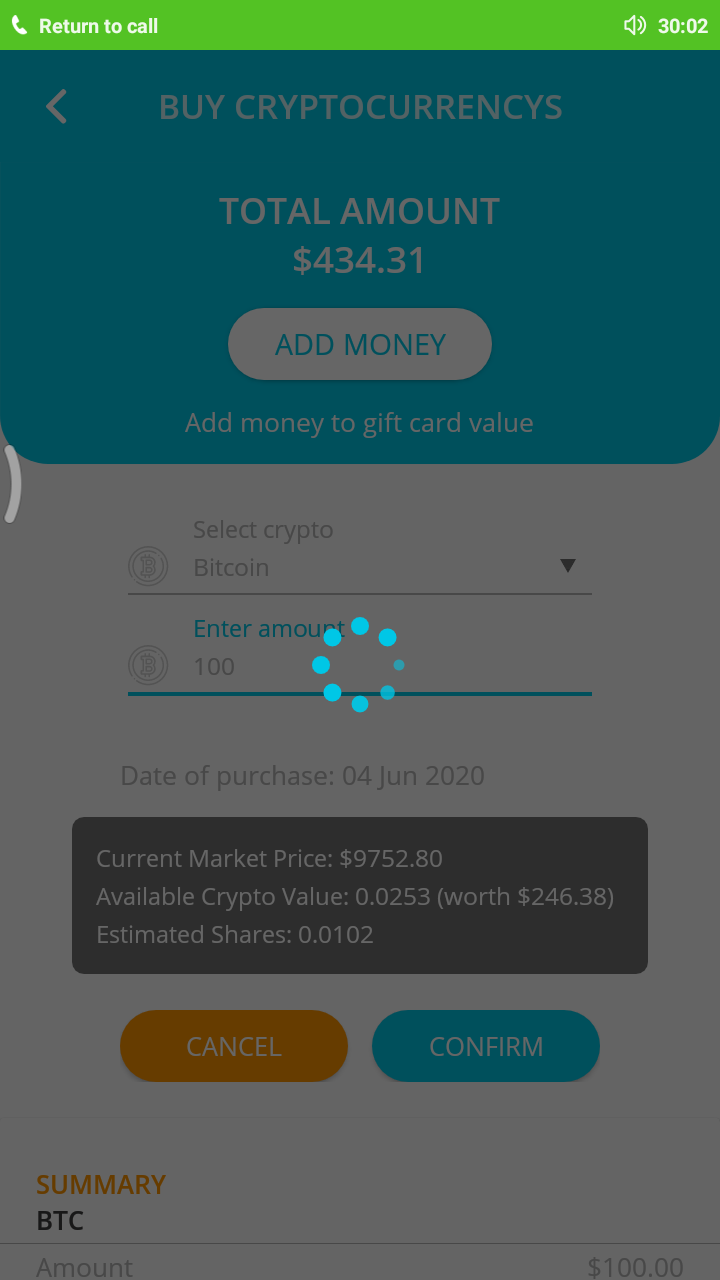 Return to call 30:02
BUY CRYPTOCURRENCYS
TOTAL AMOUNT
$434.31
ADD MONEY
Add money to gift card value
Select crypto
Bitcoin
Enter amount
100
Date of purchase: 04 Jun 2020
Current Market Price: $9752.80
Available Crypto Value: 0.0253 (worth $246.38)
Estimated Shares: 0.0102
CANCEL CONFIRM
SUMMARY
BTC
Amount $100.00